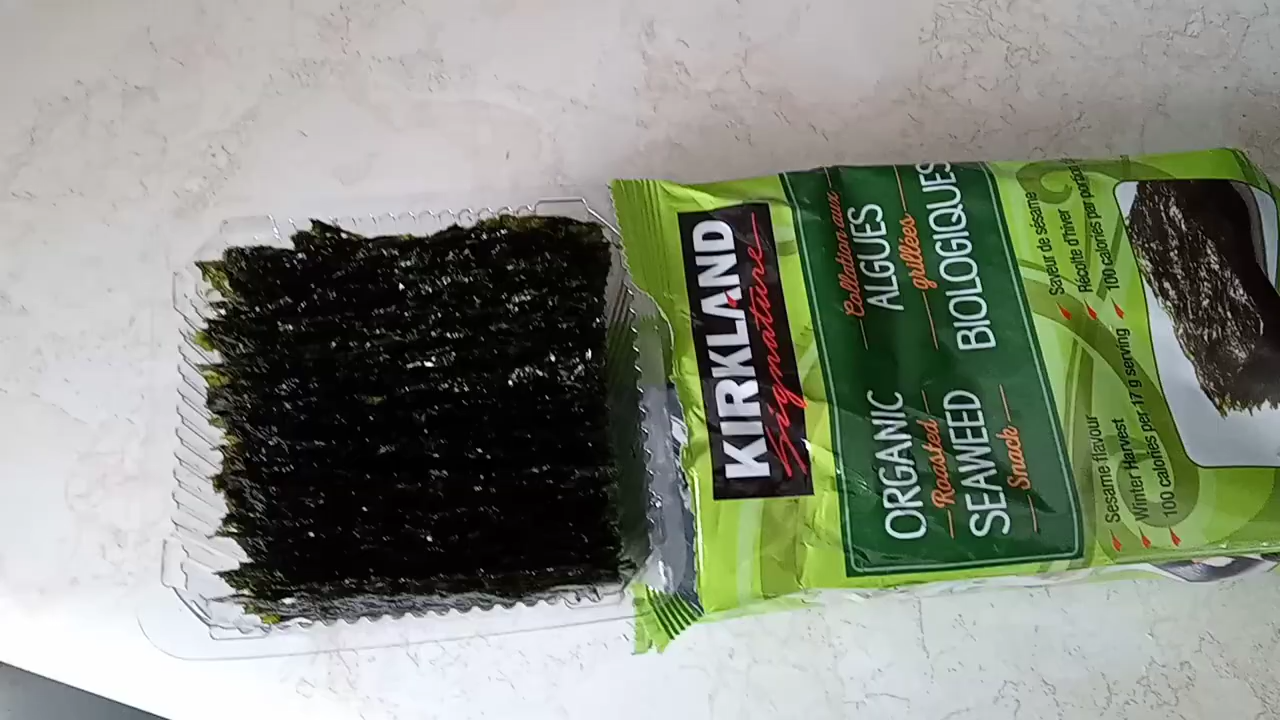 KIRKLAND
Signature
ORGANIC
Roasted
SEAWEED
Snack
Collation aux
ALGUES
grillées
BIOLOGIQUES
Sesame flavour
Winter Harvest
100 calories per 17 g serving
Saveur de sésame
Récolte d'hiver
100 calories par portion